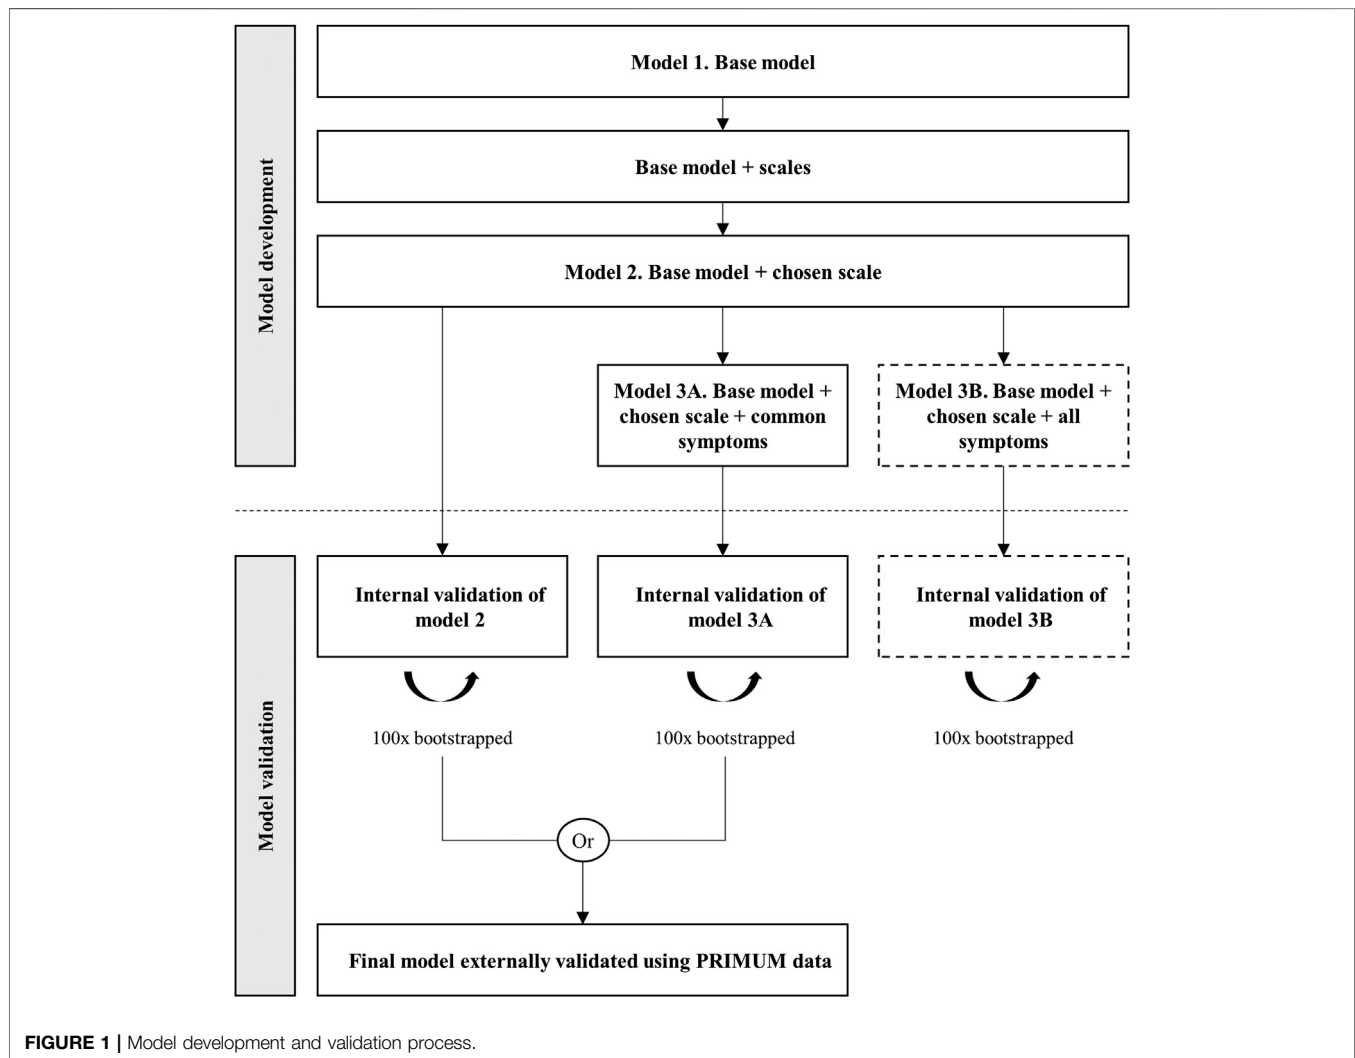 Model development
Model 1. Base model
Base model + scales
Model 2. Base model + chosen scale
Model 3A. Base model +
chosen scale + common
symptoms
Model 3B. Base model +
chosen scale + all
symptoms
Model validation
Internal validation of
model 2
Internal validation of
model 3A
Internal validation of
model 3B
100x bootstrapped
100x bootstrapped
100x bootstrapped
Or
Final model externally validated using PRIMUM data
FIGURE 1 | Model development and validation process.